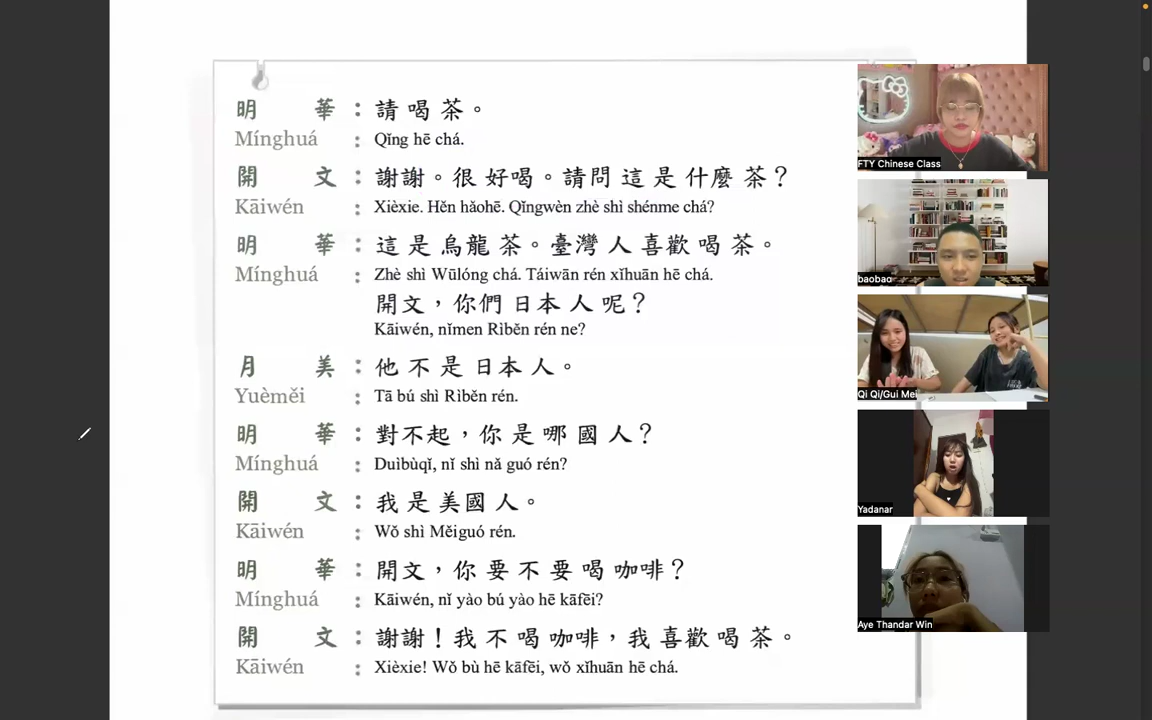 明 華：請喝茶。
Mínghuá : Qǐng hē chá.
開 文：謝謝。很好喝。請問這是什麼茶？
Kāiwén : Xièxie. Hěn hǎohē. Qǐngwèn zhè shì shénme chá?
明 華：這是烏龍茶。臺灣人喜歡喝茶。
Mínghuá : Zhè shì Wūlóng chá. Táiwān rén xǐhuān hē chá.
開文，你們日本人呢？
Kāiwén, nǐmen Rìběn rén ne?
月 美：他不是日本人。
Yuèměi : Tā bú shì Rìběn rén.
明 華：對不起，你是哪國人？
Mínghuá : Duìbùqǐ, nǐ shì nǎ guó rén?
開 文：我是美國人。
Kāiwén : Wǒ shì Měiguó rén.
明 華：開文，你要不要喝咖啡？
Mínghuá : Kāiwén, nǐ yào bú yào hē kāfēi?
開 文：謝謝！我不喝咖啡，我喜歡喝茶。
Kāiwén : Xièxie! Wǒ bù hē kāfēi, wǒ xǐhuān hē chá.
FTY Chinese Class
baobao
Qi Qi/Gui Mei
Yadanar
Aye Thandar Win